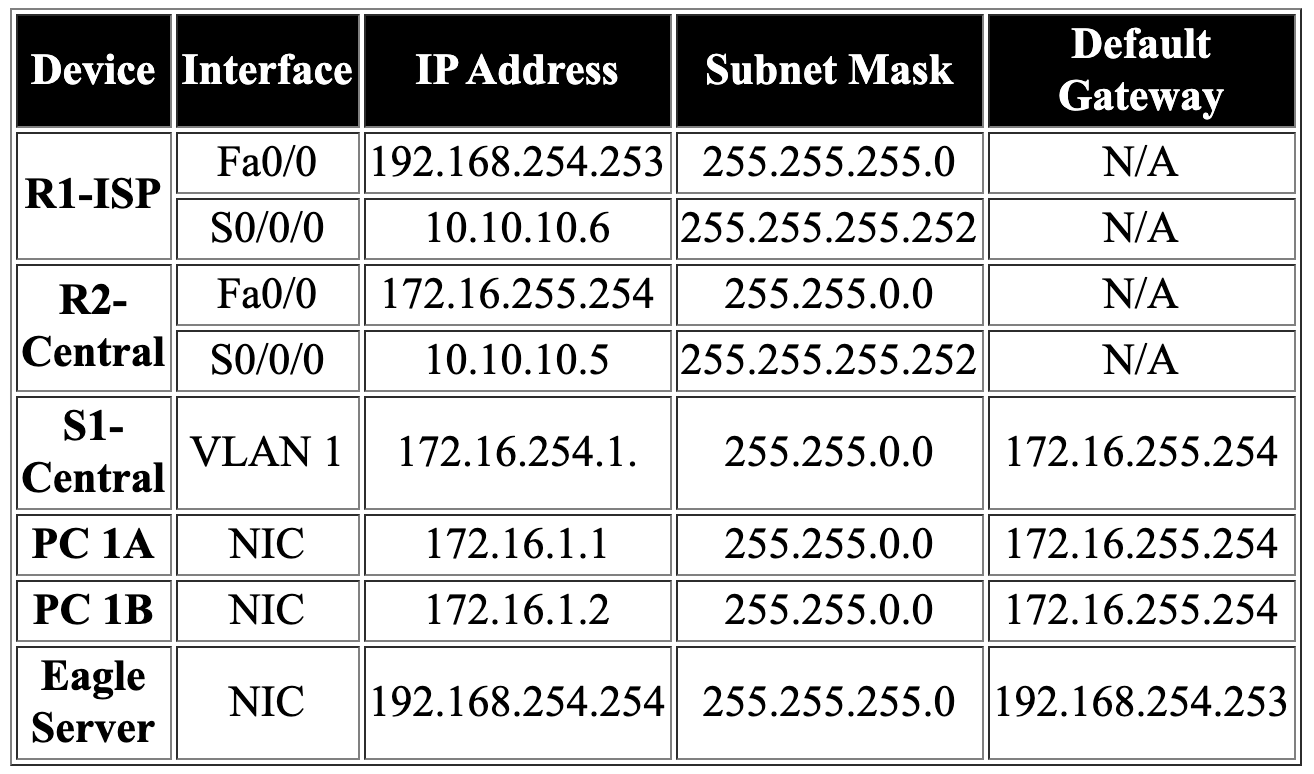 Device Interface IP Address Subnet Mask Default Gateway
R1-ISP Fa0/0 192.168.254.253 255.255.255.0 N/A
S0/0/0 10.10.10.6 255.255.255.252 N/A
R2-Central Fa0/0 172.16.255.254 255.255.0.0 N/A
S0/0/0 10.10.10.5 255.255.255.252 N/A
S1-Central VLAN 1 172.16.254.1. 255.255.0.0 172.16.255.254
PC 1A NIC 172.16.1.1 255.255.0.0 172.16.255.254
PC 1B NIC 172.16.1.2 255.255.0.0 172.16.255.254
Eagle Server NIC 192.168.254.254 255.255.255.0 192.168.254.253